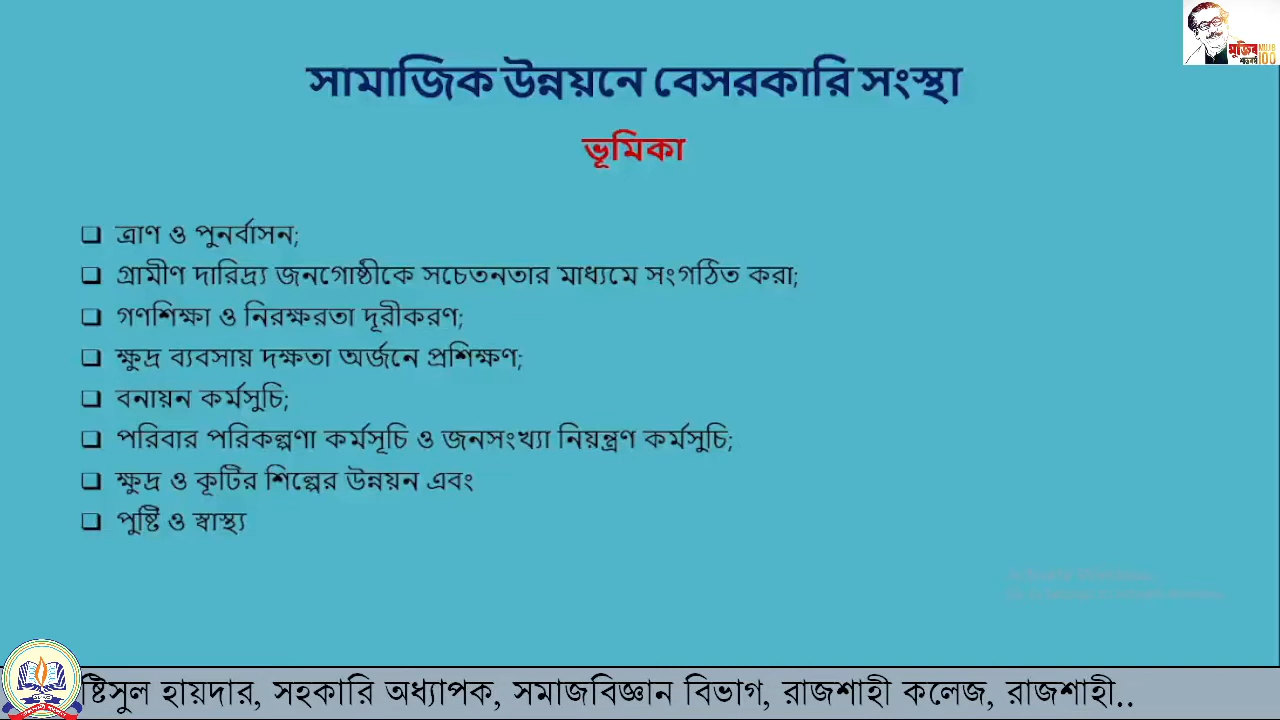 সামাজিক উন্নয়নে বেসরকারি সংস্থা
ভূমিকা
❑ ত্রাণ ও পুনর্বাসন;
❑ গ্রামীণ দারিদ্র্য জনগোষ্ঠীকে সচেতনতার মাধ্যমে সংগঠিত করা;
❑ গণশিক্ষা ও নিরক্ষরতা দূরীকরণ;
❑ ক্ষুদ্র ব্যবসায় দক্ষতা অর্জনে প্রশিক্ষণ;
❑ বনায়ন কর্মসুচি;
❑ পরিবার পরিকল্পণা কর্মসূচি ও জনসংখ্যা নিয়ন্ত্রণ কর্মসুচি;
❑ ক্ষুদ্র ও কূটির শিল্পের উন্নয়ন এবং
❑ পুষ্টি ও স্বাস্থ্য
ষ্টিসুল হায়দার, সহকারি অধ্যাপক, সমাজবিজ্ঞান বিভাগ, রাজশাহী কলেজ, রাজশাহী..